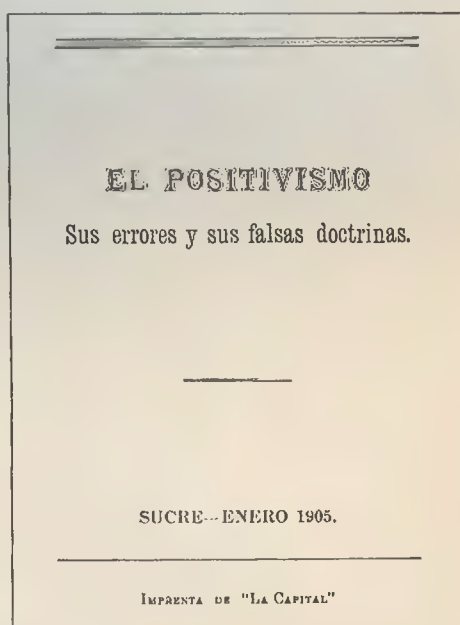 EL POSITIVISMO
Sus errores y sus falsas doctrinas.
SUCRE--ENERO 1905.
IMPRENTA DE "LA CAPITAL"